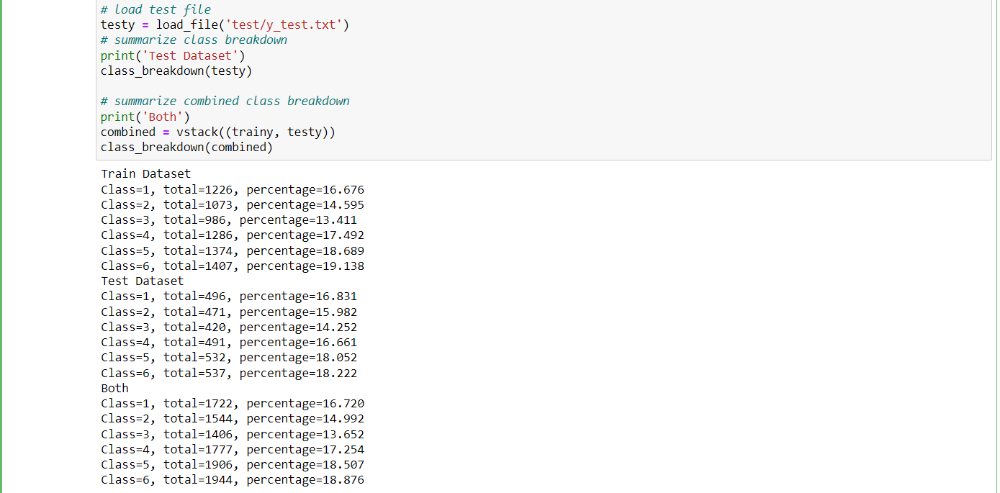 # load test file
testy = load_file('test/y_test.txt')
# summarize class breakdown
print('Test Dataset')
class_breakdown(testy)
# summarize combined class breakdown
print('Both')
combined = vstack((trainy, testy))
class_breakdown(combined)
Train Dataset
Class=1, total=1226, percentage=16.676
Class=2, total=1073, percentage=14.595
Class=3, total=986, percentage=13.411
Class=4, total=1286, percentage=17.492
Class=5, total=1374, percentage=18.689
Class=6, total=1407, percentage=19.138
Test Dataset
Class=1, total=496, percentage=16.831
Class=2, total=471, percentage=15.982
Class=3, total=420, percentage=14.252
Class=4, total=491, percentage=16.661
Class=5, total=532, percentage=18.052
Class=6, total=537, percentage=18.222
Both
Class=1, total=1722, percentage=16.720
Class=2, total=1544, percentage=14.992
Class=3, total=1406, percentage=13.652
Class=4, total=1777, percentage=17.254
Class=5, total=1906, percentage=18.507
Class=6, total=1944, percentage=18.876